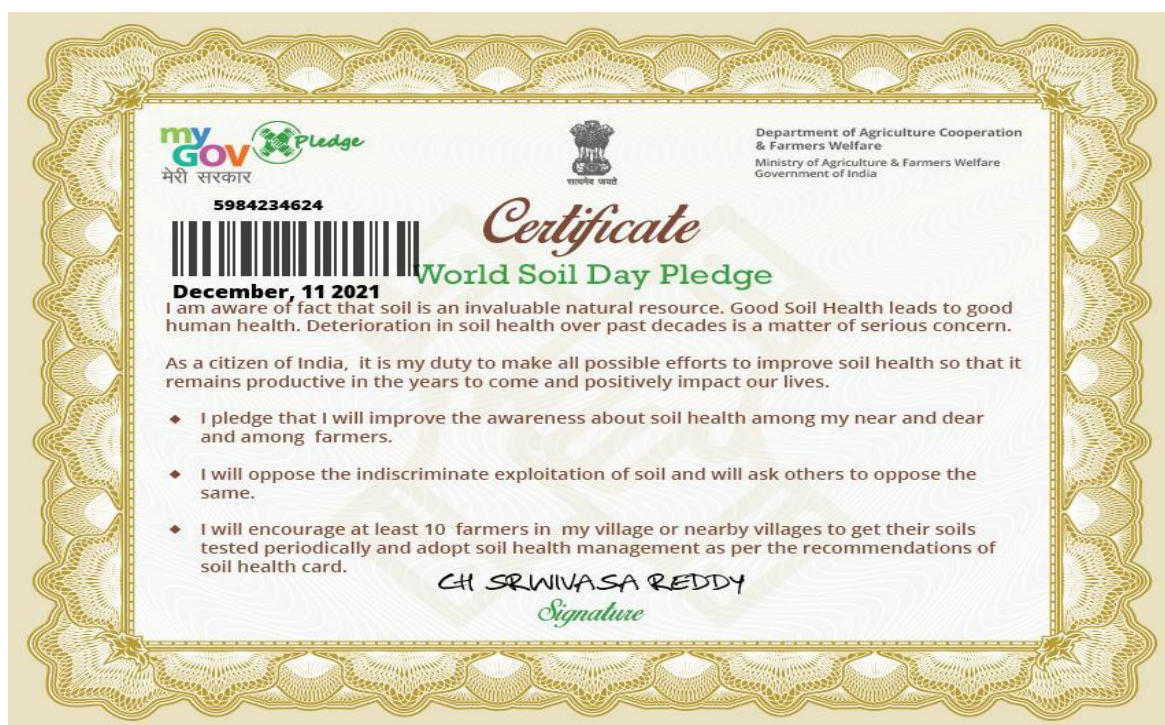 my
GOV
Pledge
मेरी सरकार
सत्यमेव जयते
Department of Agriculture Cooperation
& Farmers Welfare
Ministry of Agriculture & Farmers Welfare
Government of India
5984234624
Certificate
World Soil Day Pledge
December, 11 2021
I am aware of fact that soil is an invaluable natural resource. Good Soil Health leads to good
human health. Deterioration in soil health over past decades is a matter of serious concern.
As a citizen of India, it is my duty to make all possible efforts to improve soil health so that it
remains productive in the years to come and positively impact our lives.
◆ I pledge that I will improve the awareness about soil health among my near and dear
and among farmers.
◆ I will oppose the indiscriminate exploitation of soil and will ask others to oppose the
same.
◆ I will encourage at least 10 farmers in my village or nearby villages to get their soils
tested periodically and adopt soil health management as per the recommendations of
soil health card.
CH SRINIVASA REDDY
Signature